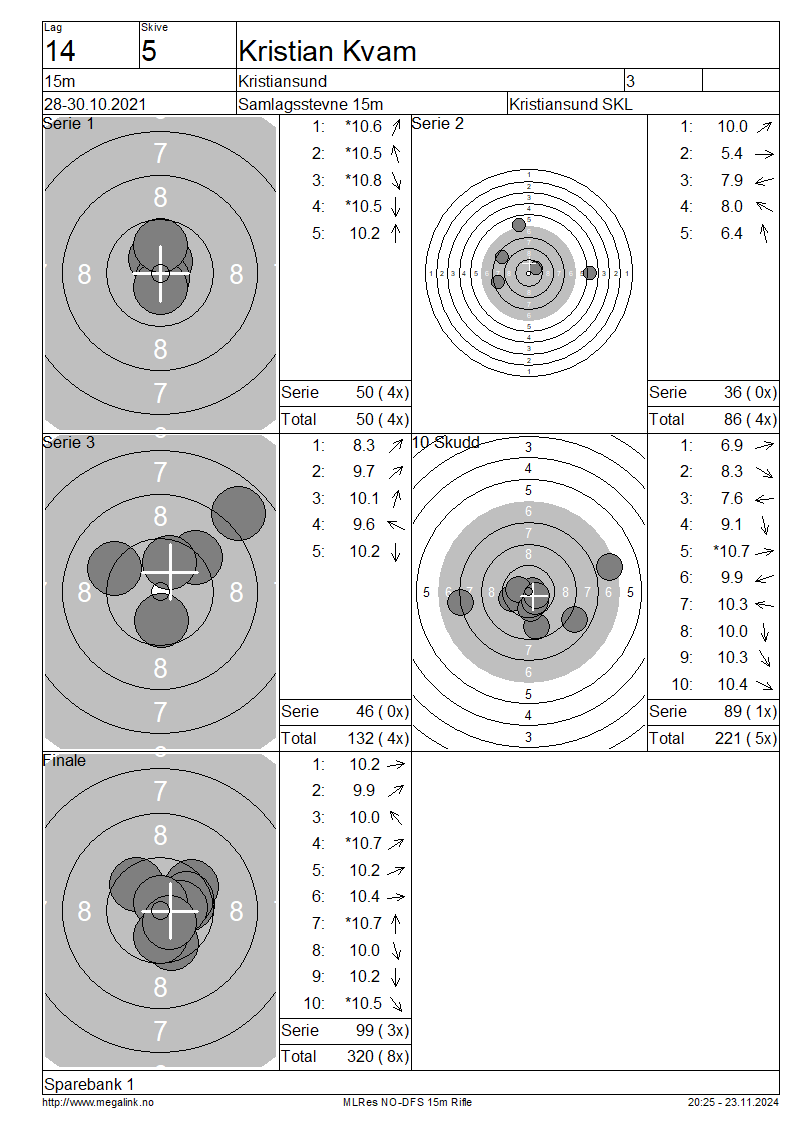 Lag
Skive
14
5
Kristian Kvam
15m
Kristiansund
3
28-30.10.2021
Samlagsstevne 15m
Kristiansund SKL
Serie 1
7
8
8 8
8
7
1: *10.6
2: *10.5
3: *10.8
4: *10.5
5: 10.2
Serie 50 ( 4x)
Total 50 ( 4x)
Serie 2
1
2
3
4
5
1 2 3 4 5 5 4 3 2 1
5
4
3
2
1
1: 10.0
2: 5.4
3: 7.9
4: 8.0
5: 6.4
Serie 36 ( 0x)
Total 86 ( 4x)
Serie 3
7
8
8 8
8
7
1: 8.3
2: 9.7
3: 10.1
4: 9.6
5: 10.2
Serie 46 ( 0x)
Total 132 ( 4x)
10 Skudd
3
4
5
6
7
8
5 6 8 8 7 6 5
7
6
5
4
3
1: 6.9
2: 8.3
3: 7.6
4: 9.1
5: *10.7
6: 9.9
7: 10.3
8: 10.0
9: 10.3
10: 10.4
Serie 89 ( 1x)
Total 221 ( 5x)
Finale
7
8
8 8
8
7
1: 10.2
2: 9.9
3: 10.0
4: *10.7
5: 10.2
6: 10.4
7: *10.7
8: 10.0
9: 10.2
10: *10.5
Serie 99 ( 3x)
Total 320 ( 8x)
Sparebank 1
http://www.megalink.no
MLRes NO-DFS 15m Rifle
20:25 - 23.11.2024